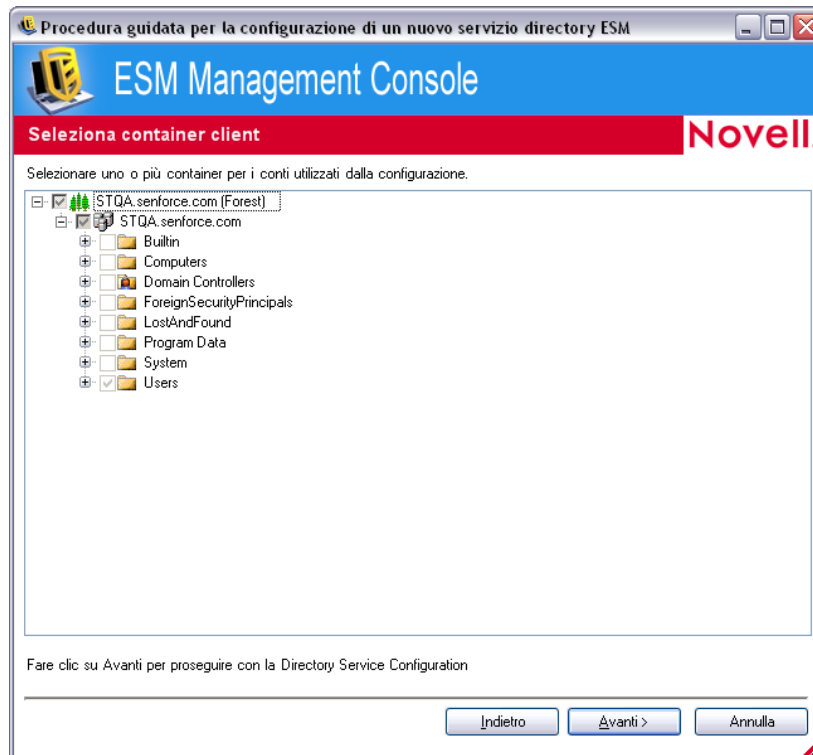 Procedura guidata per la configurazione di un nuovo servizio directory ESM
ESM Management Console
Seleziona container client
Novell
Selezionare uno o più container per i conti utilizzati dalla configurazione.
STQA.senforce.com (Forest)
STQA.senforce.com
Builtin
Computers
Domain Controllers
ForeignSecurityPrincipals
LostAndFound
Program Data
System
Users
Fare clic su Avanti per proseguire con la Directory Service Configuration
Indietro
Avanti >
Annulla